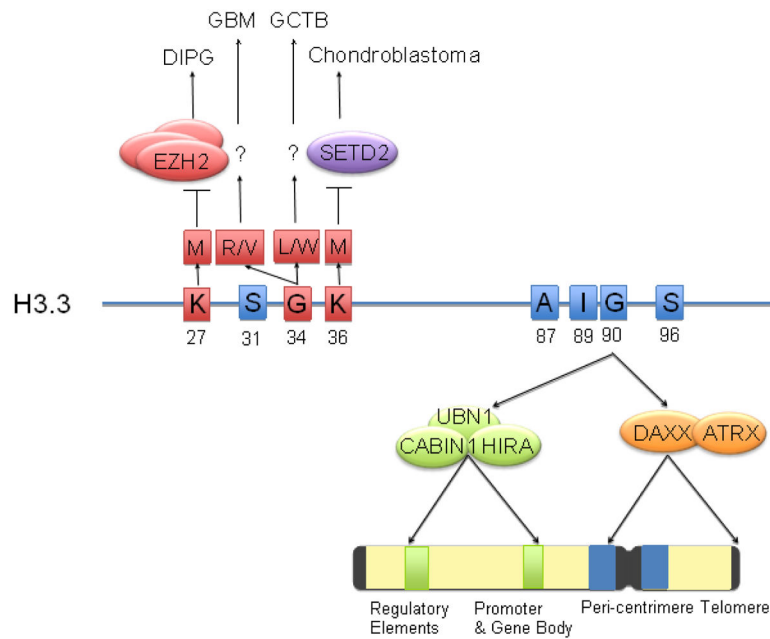 GBM GCTB
DIPG
Chondroblastoma
EZH2
?
?
SETD2
M
R/V
L/W
M
H3.3
K
S
G
K
A
I
G
S
27
31
34
36
87
89
90
96
UBN1
CABIN1
HIRA
DAXX
ATRX
Regulatory
Elements
Promoter
& Gene Body
Peri-centrimere
Telomere